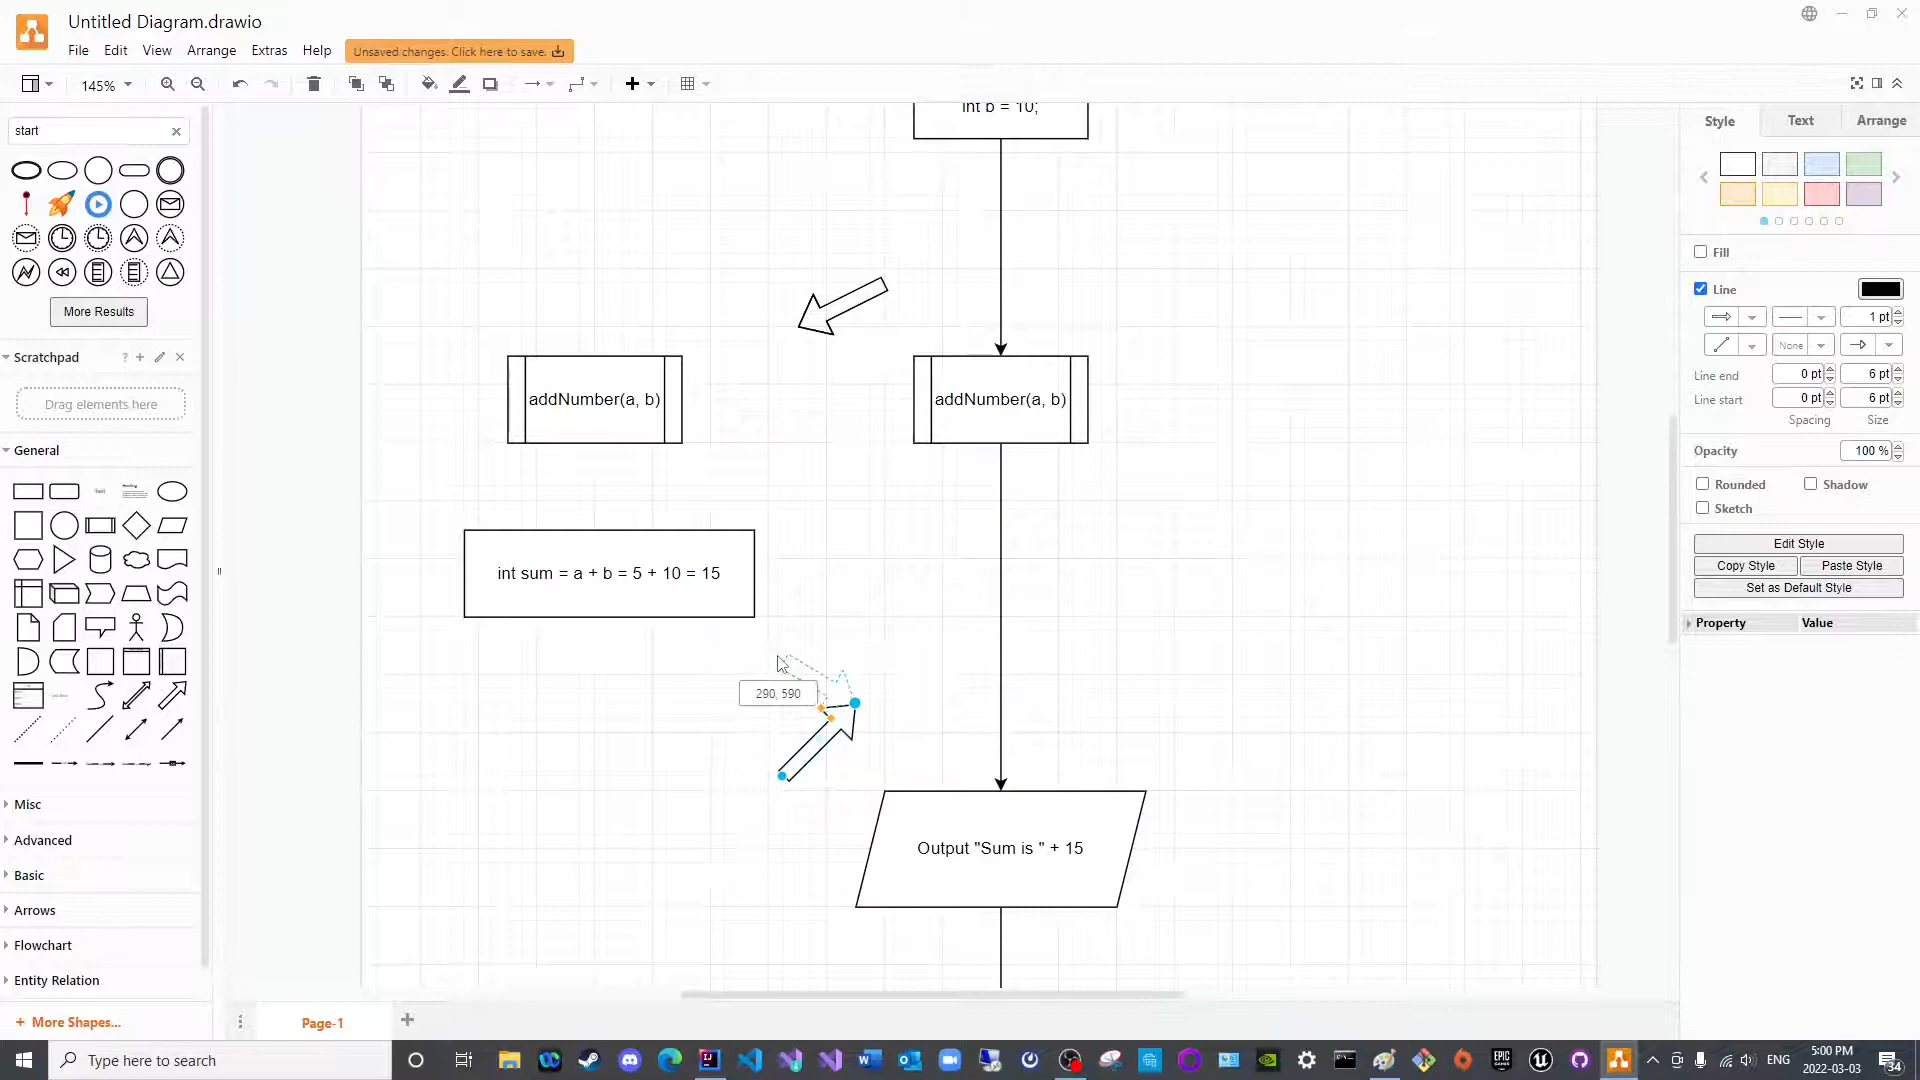 Untitled Diagram.drawio
File Edit View Arrange Extras Help Unsaved changes. Click here to save.
145%
start
More Results
Scratchpad ?
Drag elements here
General
Text
Heading
Misc
Advanced
Basic
Arrows
Flowchart
Entity Relation
+ More Shapes...
int b = 10;
addNumber(a, b)
addNumber(a, b)
int sum = a + b = 5 + 10 = 15
290, 590
Output "Sum is " + 15
Page-1
Style Text Arrange
Fill
Line
1 pt
None
Line end 0 pt 6 pt
Line start 0 pt 6 pt
Spacing Size
Opacity 100 %
Rounded Shadow
Sketch
Edit Style
Copy Style Paste Style
Set as Default Style
Property Value
Type here to search
ENG
5:00 PM
2022-03-03
34